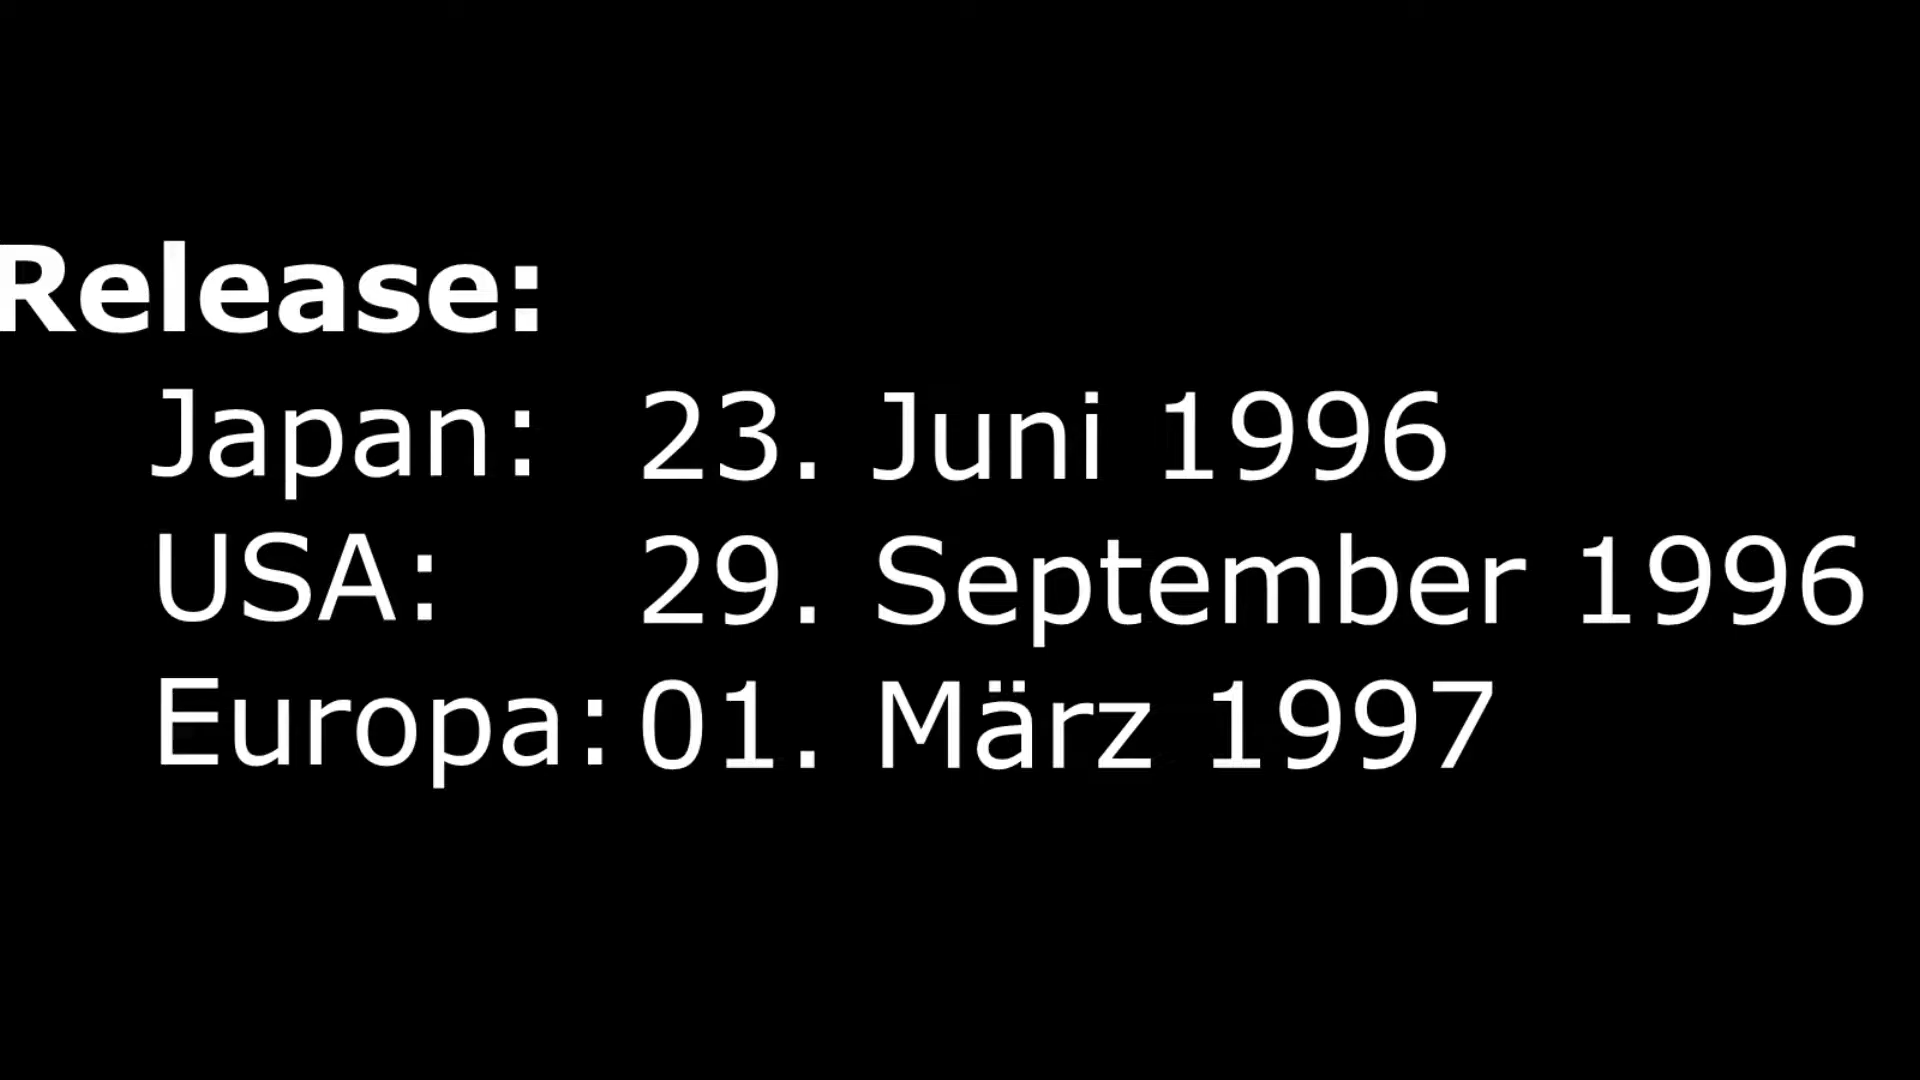 Release:
Japan: 23. Juni 1996
USA: 29. September 1996
Europa: 01. März 1997